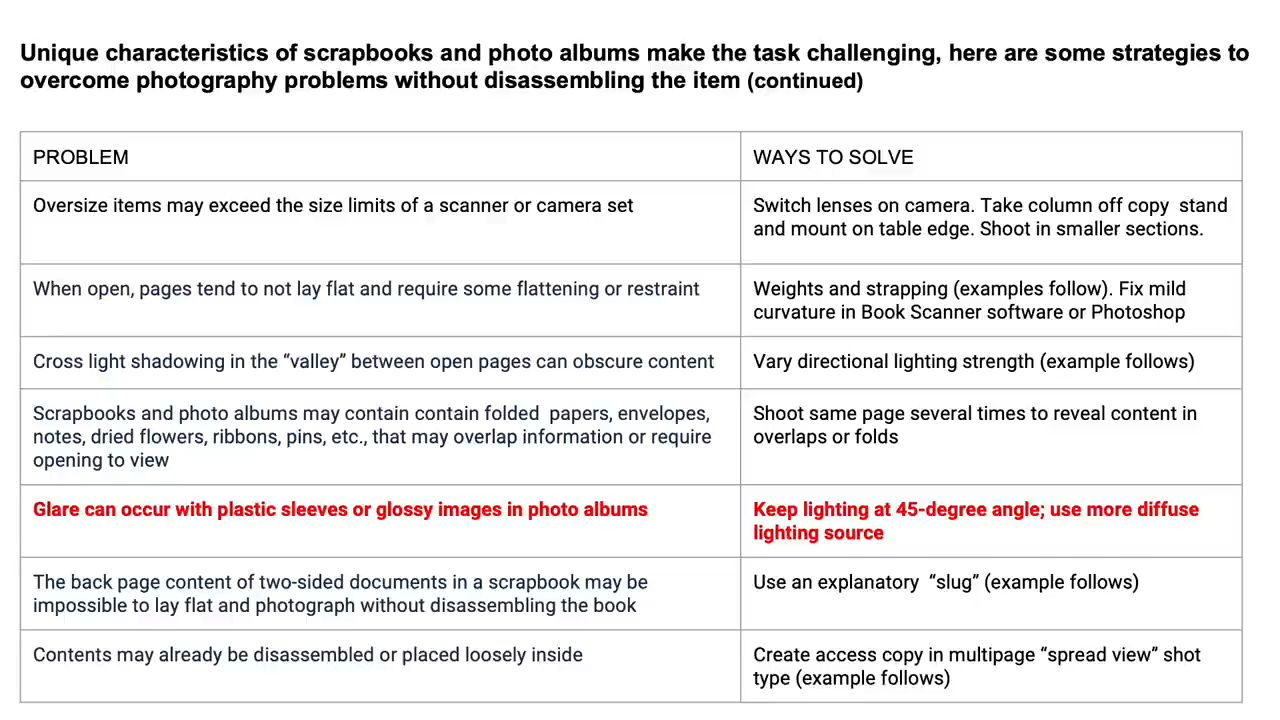 Unique characteristics of scrapbooks and photo albums make the task challenging, here are some strategies to
overcome photography problems without disassembling the item (continued)
PROBLEM
WAYS TO SOLVE
Oversize items may exceed the size limits of a scanner or camera set
Switch lenses on camera. Take column off copy stand
and mount on table edge. Shoot in smaller sections.
When open, pages tend to not lay flat and require some flattening or restraint
Weights and strapping (examples follow). Fix mild
curvature in Book Scanner software or Photoshop
Cross light shadowing in the “valley” between open pages can obscure content
Vary directional lighting strength (example follows)
Scrapbooks and photo albums may contain contain folded papers, envelopes,
notes, dried flowers, ribbons, pins, etc., that may overlap information or require
opening to view
Shoot same page several times to reveal content in
overlaps or folds
Glare can occur with plastic sleeves or glossy images in photo albums
Keep lighting at 45-degree angle; use more diffuse
lighting source
The back page content of two-sided documents in a scrapbook may be
impossible to lay flat and photograph without disassembling the book
Use an explanatory “slug” (example follows)
Contents may already be disassembled or placed loosely inside
Create access copy in multipage “spread view” shot
type (example follows)